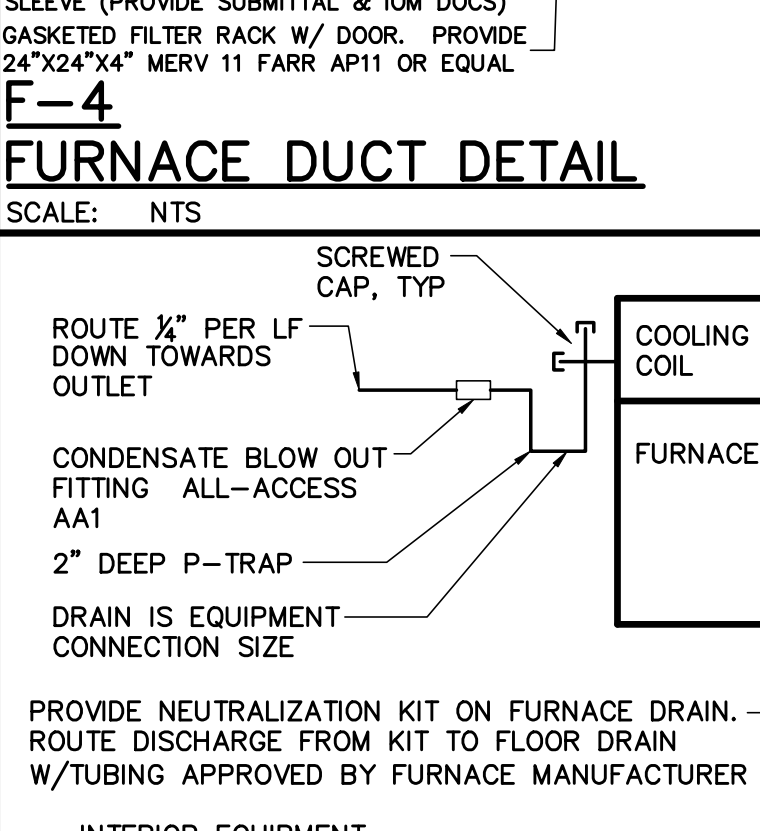 SLEEVE (PROVIDE SUBMITTAL & IOM DOCS)
GASKETED FILTER RACK W/ DOOR. PROVIDE
24"X24"X4" MERV 11 FARR AP11 OR EQUAL
F-4
FURNACE DUCT DETAIL
SCALE: NTS
SCREWED
CAP, TYP
ROUTE ¼" PER LF
DOWN TOWARDS
OUTLET
COOLING
COIL
CONDENSATE BLOW OUT
FITTING ALL-ACCESS
AA1
FURNACE
2" DEEP P-TRAP
DRAIN IS EQUIPMENT
CONNECTION SIZE
PROVIDE NEUTRALIZATION KIT ON FURNACE DRAIN.
ROUTE DISCHARGE FROM KIT TO FLOOR DRAIN
W/TUBING APPROVED BY FURNACE MANUFACTURER
INTERIOR EQUIPMENT